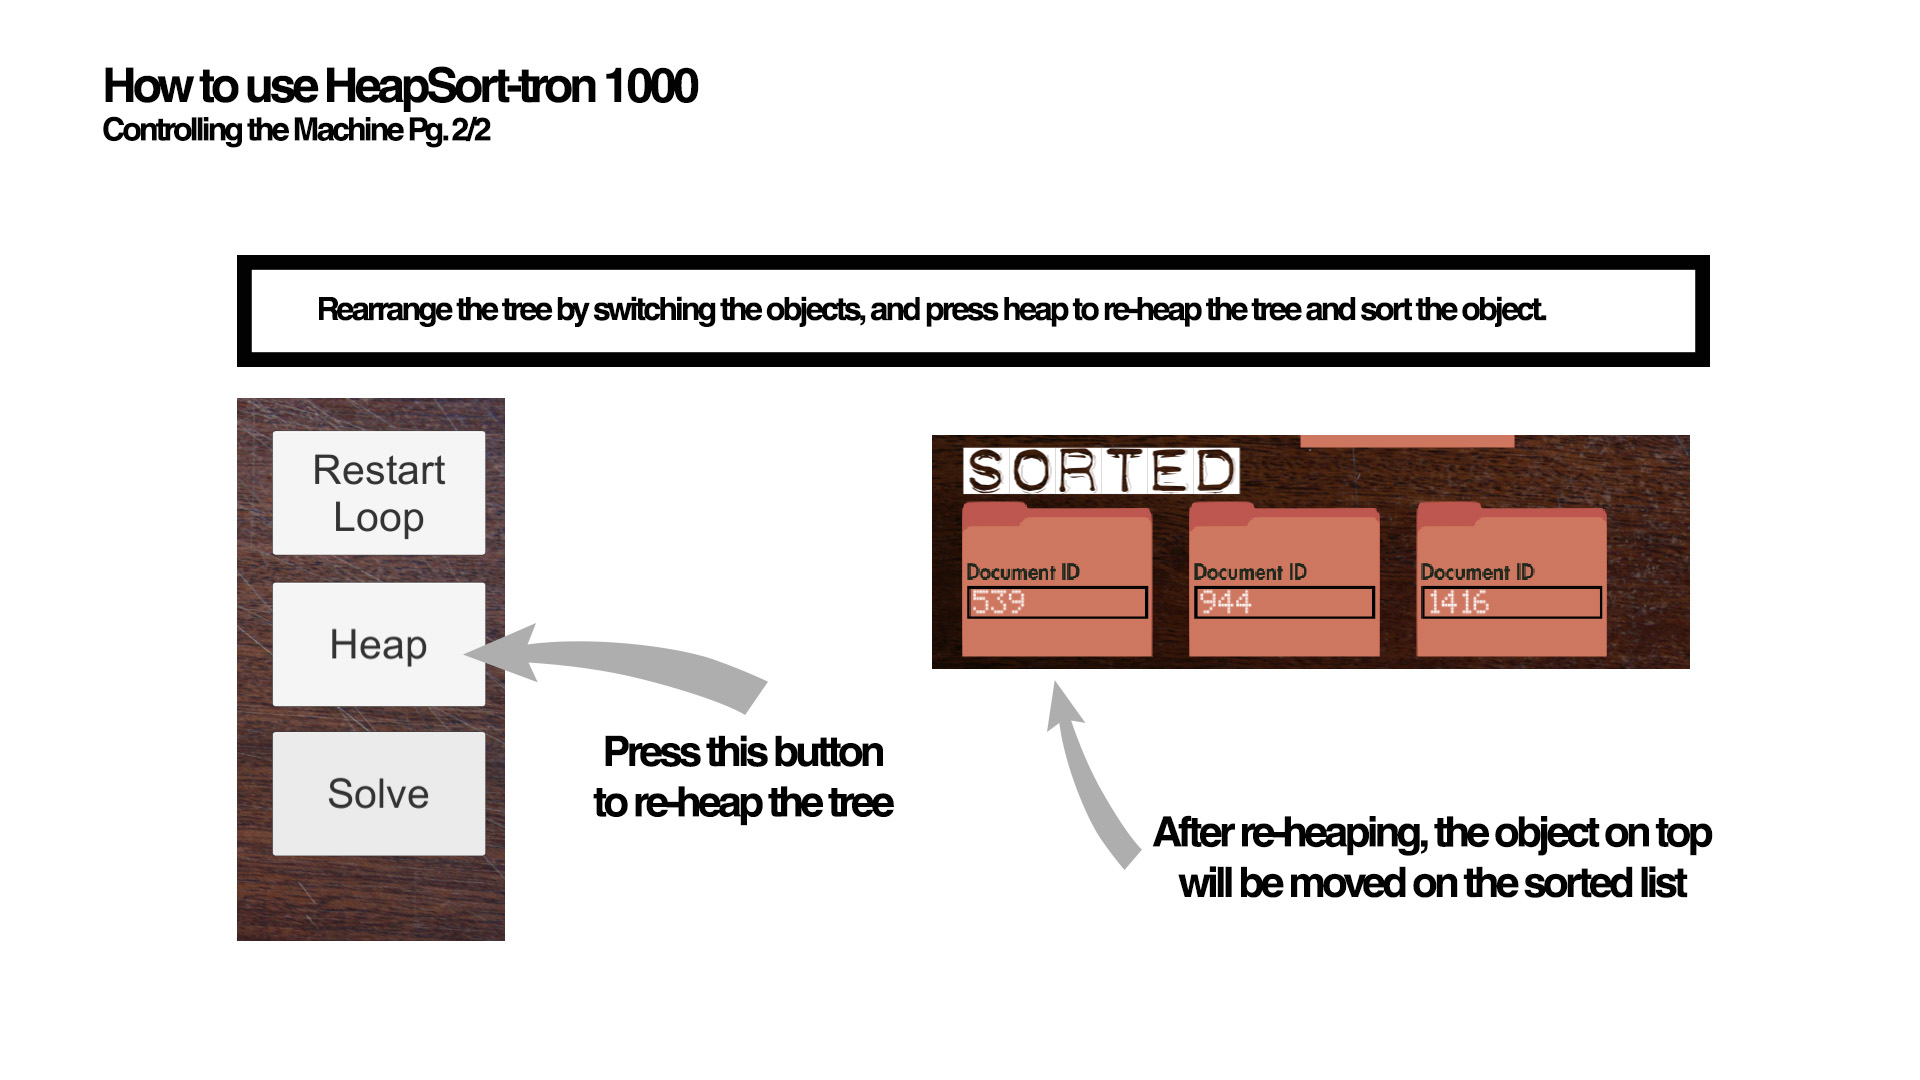 How to use HeapSort-tron 1000
Controlling the Machine Pg. 2/2
Rearrange the tree by switching the objects, and press heap to re-heap the tree and sort the object.
Restart
Loop
Heap
Solve
Press this button
to re-heap the tree
SORTED
Document ID
539
Document ID
944
Document ID
1416
After re-heaping, the object on top
will be moved on the sorted list